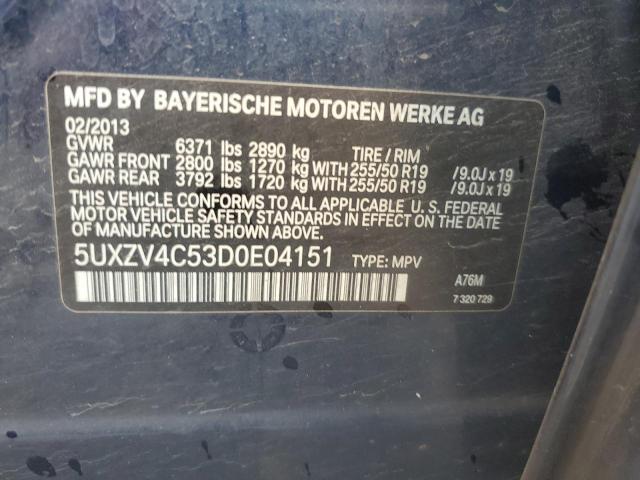 MFD BY BAYERISCHE MOTOREN WERKE AG
02/2013
GVWR 6371 lbs 2890 kg TIRE / RIM
GAWR FRONT 2800 lbs 1270 kg WITH 255/50 R19 /9.0J x 19
GAWR REAR 3792 lbs 1720 kg WITH 255/50 R19 /9.0J x 19
THIS VEHICLE CONFORMS TO ALL APPLICABLE U. S. FEDERAL
MOTOR VEHICLE SAFETY STANDARDS IN EFFECT ON THE DATE
OF MANUFACTURE SHOWN ABOVE.
5UXZV4C53D0E04151 TYPE: MPV
A76M
7 320 729